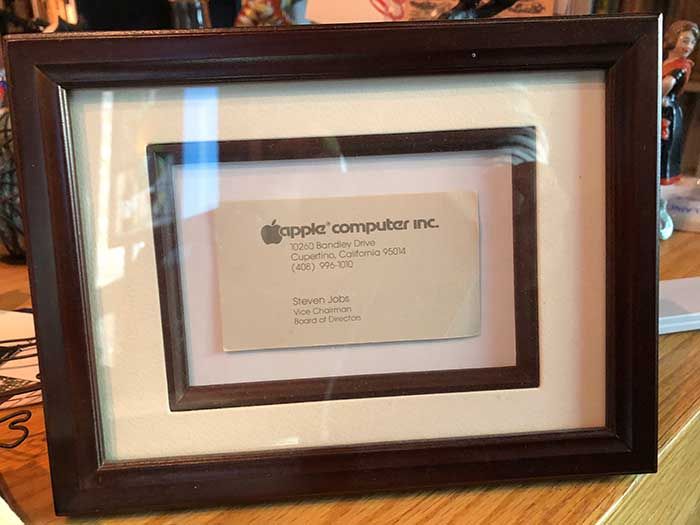 apple computer inc.
10260 Bandley Drive
Cupertino, California 95014
(408) 996-1010
Steven Jobs
Vice Chairman
Board of Directors
3